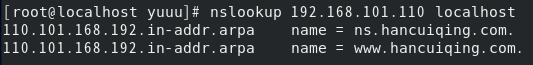 [root@localhost yuuu]# nslookup 192.168.101.110 localhost
110.101.168.192.in-addr.arpa    name = ns.hancuiqing.com.
110.101.168.192.in-addr.arpa    name = www.hancuiqing.com.